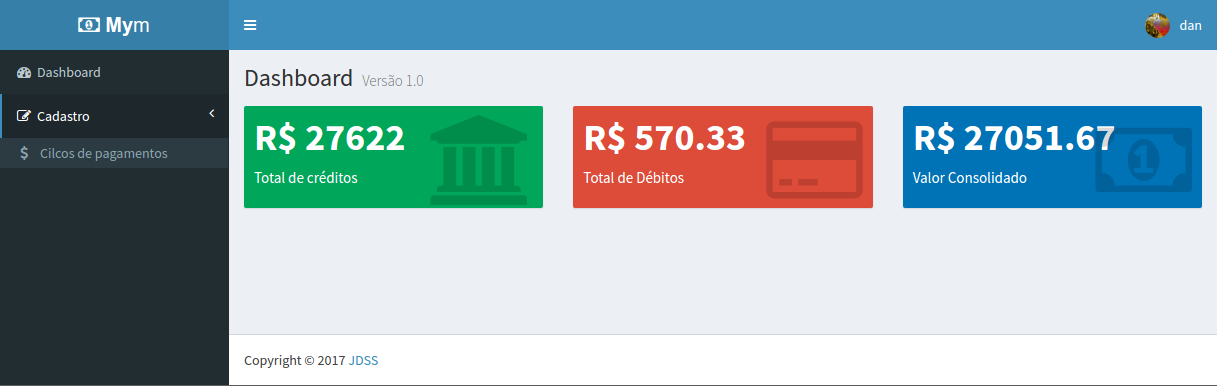 Mym
dan
Dashboard
Cadastro
Cilcos de pagamentos
Dashboard Versão 1.0
R$ 27622
Total de créditos
R$ 570.33
Total de Débitos
R$ 27051.67
Valor Consolidado
Copyright © 2017 JDSS